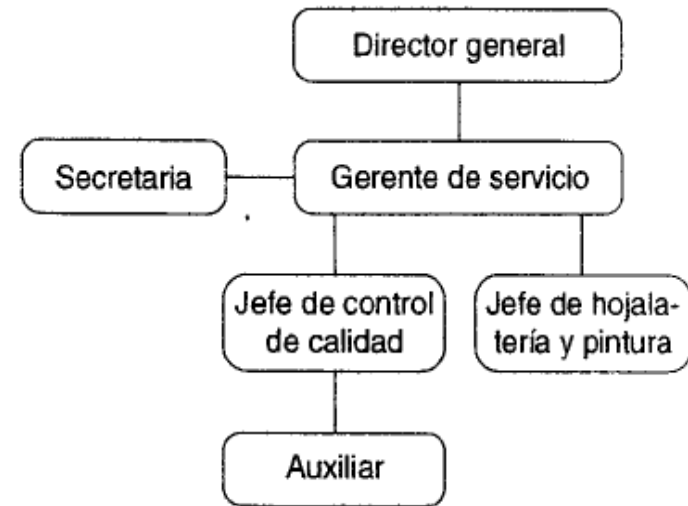 Director general
Secretaria
Gerente de servicio
Jefe de control
de calidad
Jefe de hojala-
tería y pintura
Auxiliar